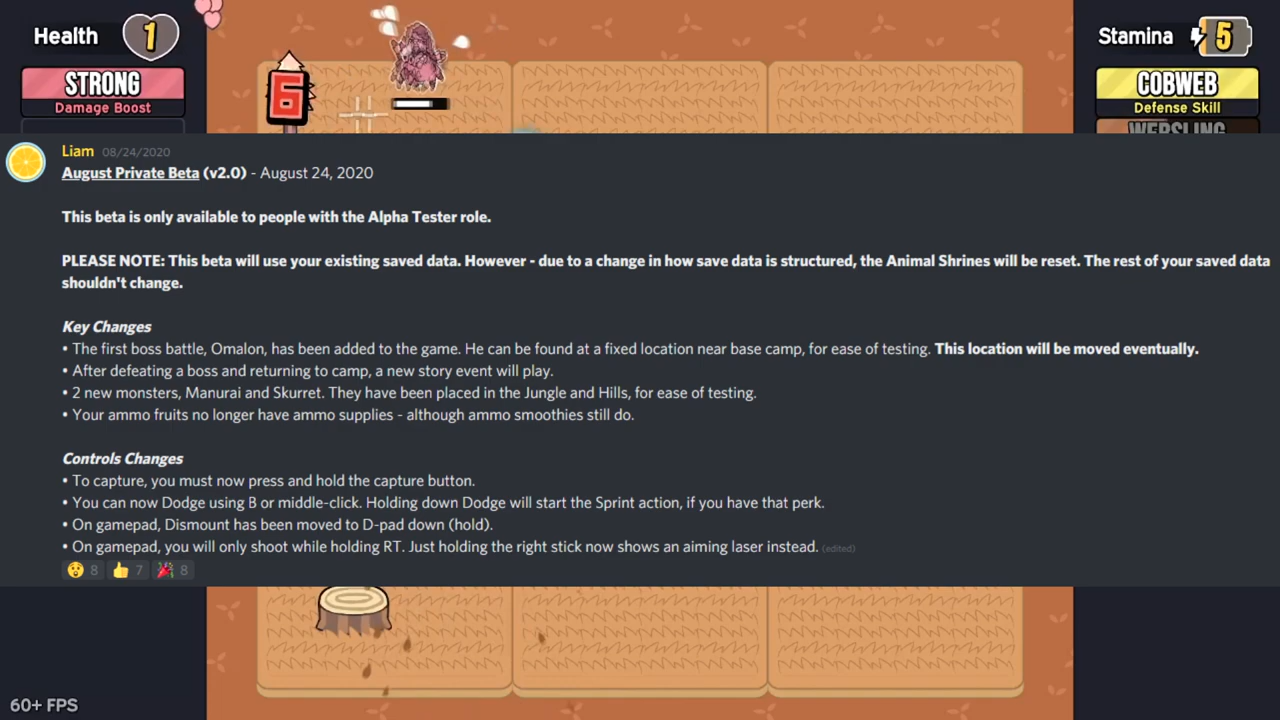 Health 1
STRONG
Damage Boost
6
Stamina 5
COBWEB
Defense Skill
WEBSLING
Liam 08/24/2020
August Private Beta (v2.0) - August 24, 2020
This beta is only available to people with the Alpha Tester role.
PLEASE NOTE: This beta will use your existing saved data. However - due to a change in how save data is structured, the Animal Shrines will be reset. The rest of your saved data
shouldn't change.
Key Changes
• The first boss battle, Omalon, has been added to the game. He can be found at a fixed location near base camp, for ease of testing. This location will be moved eventually.
• After defeating a boss and returning to camp, a new story event will play.
• 2 new monsters, Manurai and Skurret. They have been placed in the Jungle and Hills, for ease of testing.
• Your ammo fruits no longer have ammo supplies - although ammo smoothies still do.
Controls Changes
• To capture, you must now press and hold the capture button.
• You can now Dodge using B or middle-click. Holding down Dodge will start the Sprint action, if you have that perk.
• On gamepad, Dismount has been moved to D-pad down (hold).
• On gamepad, you will only shoot while holding RT. Just holding the right stick now shows an aiming laser instead. (edited)
8 7 8
60+ FPS